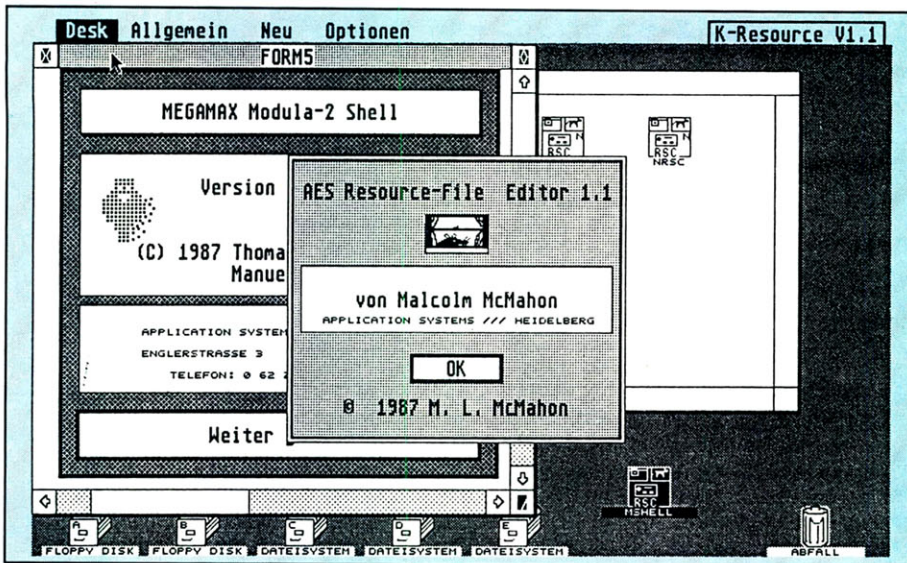 Desk Allgemein Neu Optionen
K-Resource V1.1
FORM5
MEGAMAX Modula-2 Shell
Version
(C) 1987 Thoma
Manue
APPLICATION SYSTEM
ENGLERSTRASSE 3
TELEFON: 0 62
Weiter
AES Resource-File Editor 1.1
von Malcolm McMahon
APPLICATION SYSTEMS /// HEIDELBERG
OK
© 1987 M. L. McMahon
N
RSC
N
RSC
NRSC
RSC
MSHELL
A
FLOPPY DISK
B
FLOPPY DISK
C
DATEISYSTEM
D
DATEISYSTEM
E
DATEISYSTEM
ABFALL